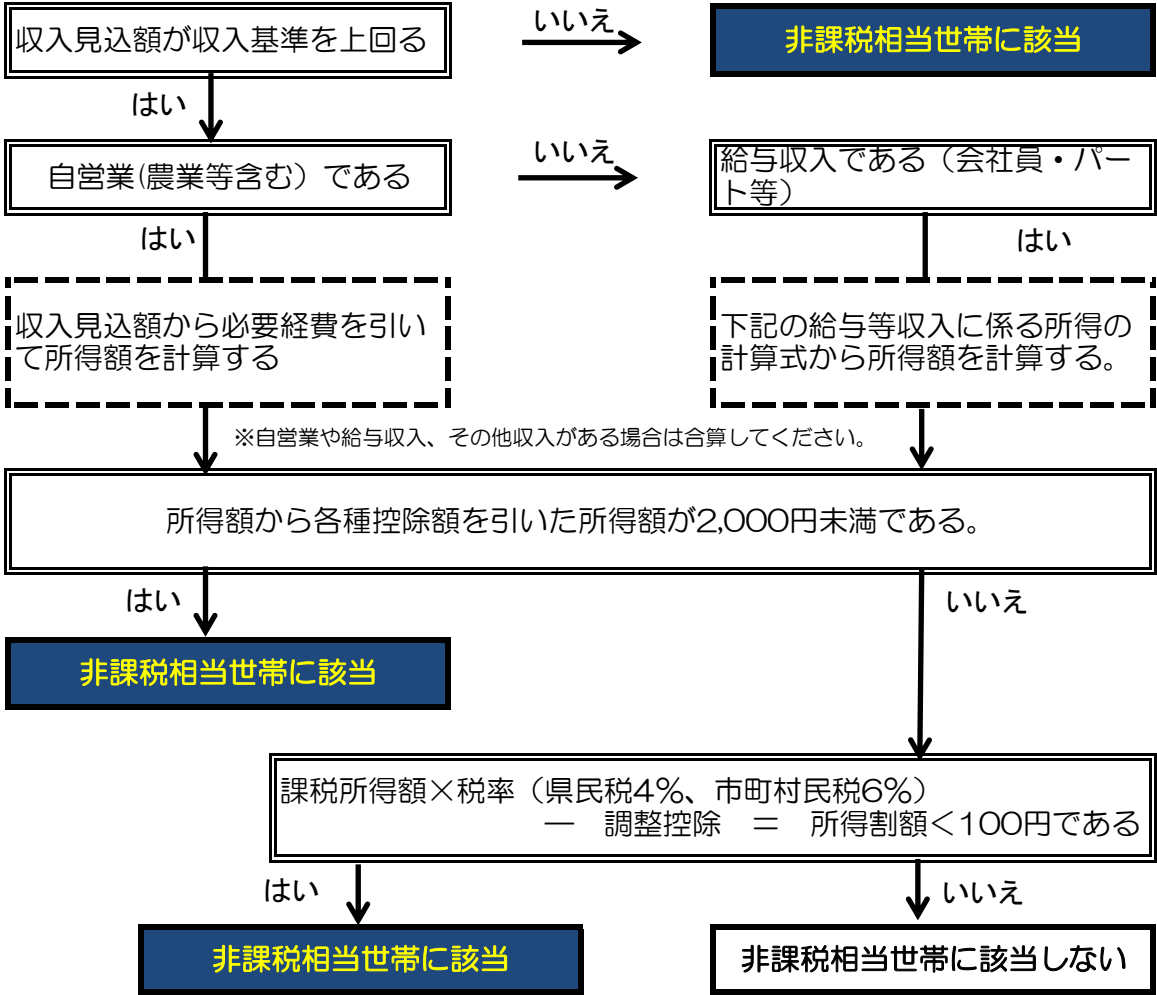 収入見込額が収入基準を上回る
いいえ
非課税相当世帯に該当
はい
自営業(農業等含む）である
いいえ
給与収入である（会社員・パー
ト等）
はい
はい
収入見込額から必要経費を引い
て所得額を計算する
下記の給与等収入に係る所得の
計算式から所得額を計算する。
※自営業や給与収入、その他収入がある場合は合算してください。
所得額から各種控除額を引いた所得額が2,000円未満である。
はい
いいえ
非課税相当世帯に該当
課税所得額×税率（県民税4％、市町村民税6％）
－　調整控除　＝　所得割額＜100円である
はい
いいえ
非課税相当世帯に該当
非課税相当世帯に該当しない